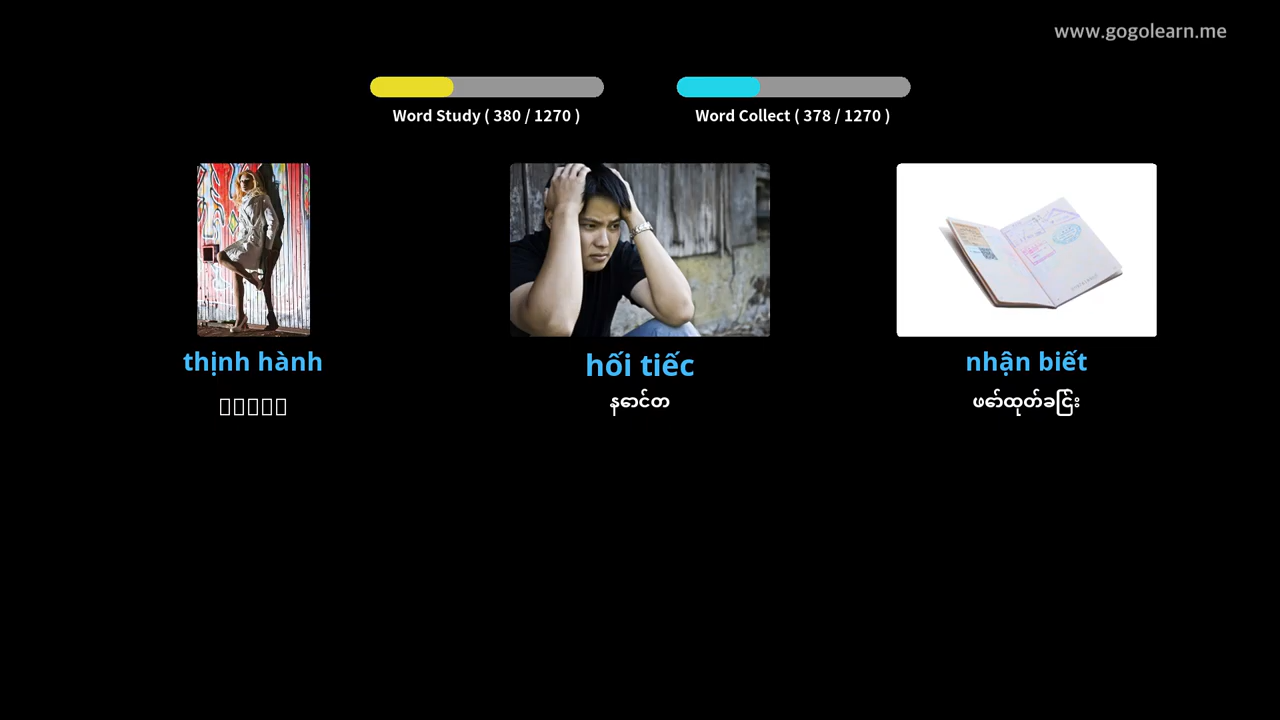 www.gogolearn.me
Word Study ( 380 / 1270 )
Word Collect ( 378 / 1270 )
thịnh hành
hối tiếc
nhận biết
နောင်တ
ဖော်ထုတ်ခြင်း